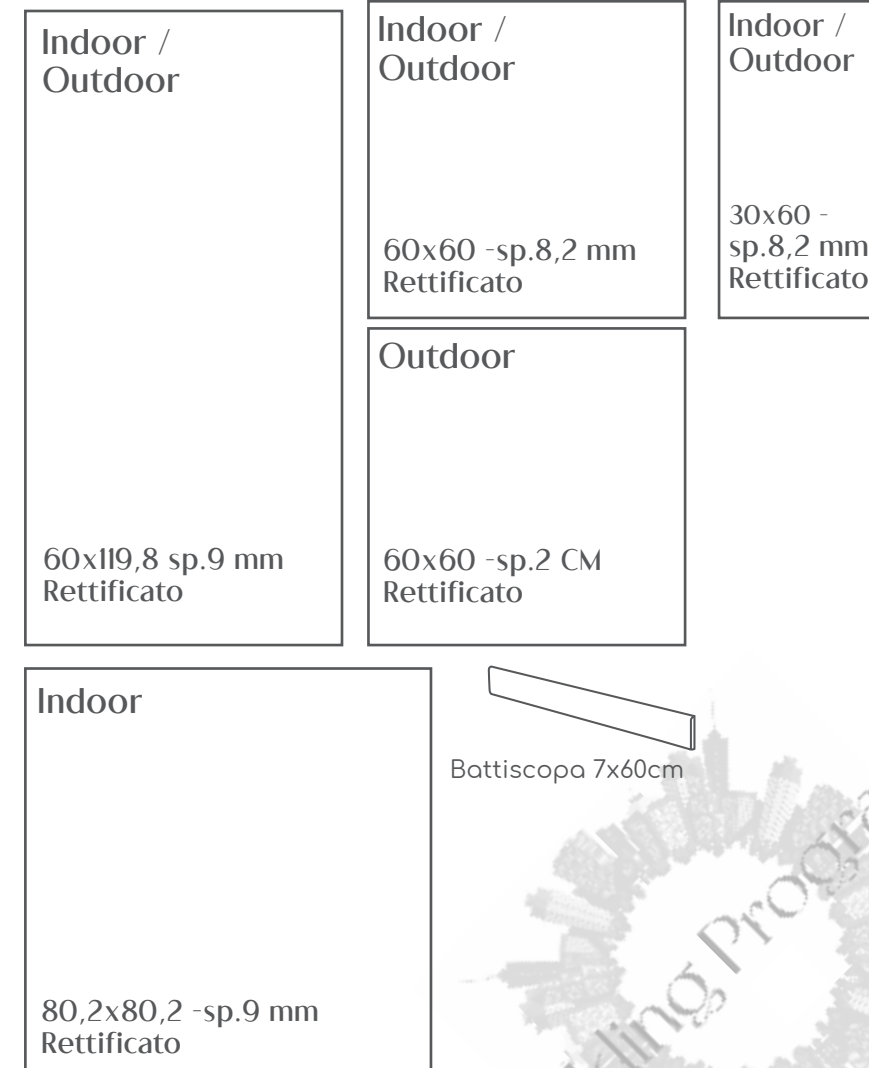 Indoor /
Outdoor
60x119,8 sp.9 mm
Rettificato
Indoor /
Outdoor
60x60 -sp.8,2 mm
Rettificato
Indoor /
Outdoor
30x60 -
sp.8,2 mm
Rettificato
Outdoor
60x60 -sp.2 CM
Rettificato
Indoor
80,2x80,2 -sp.9 mm
Rettificato
Battiscopa 7x60cm